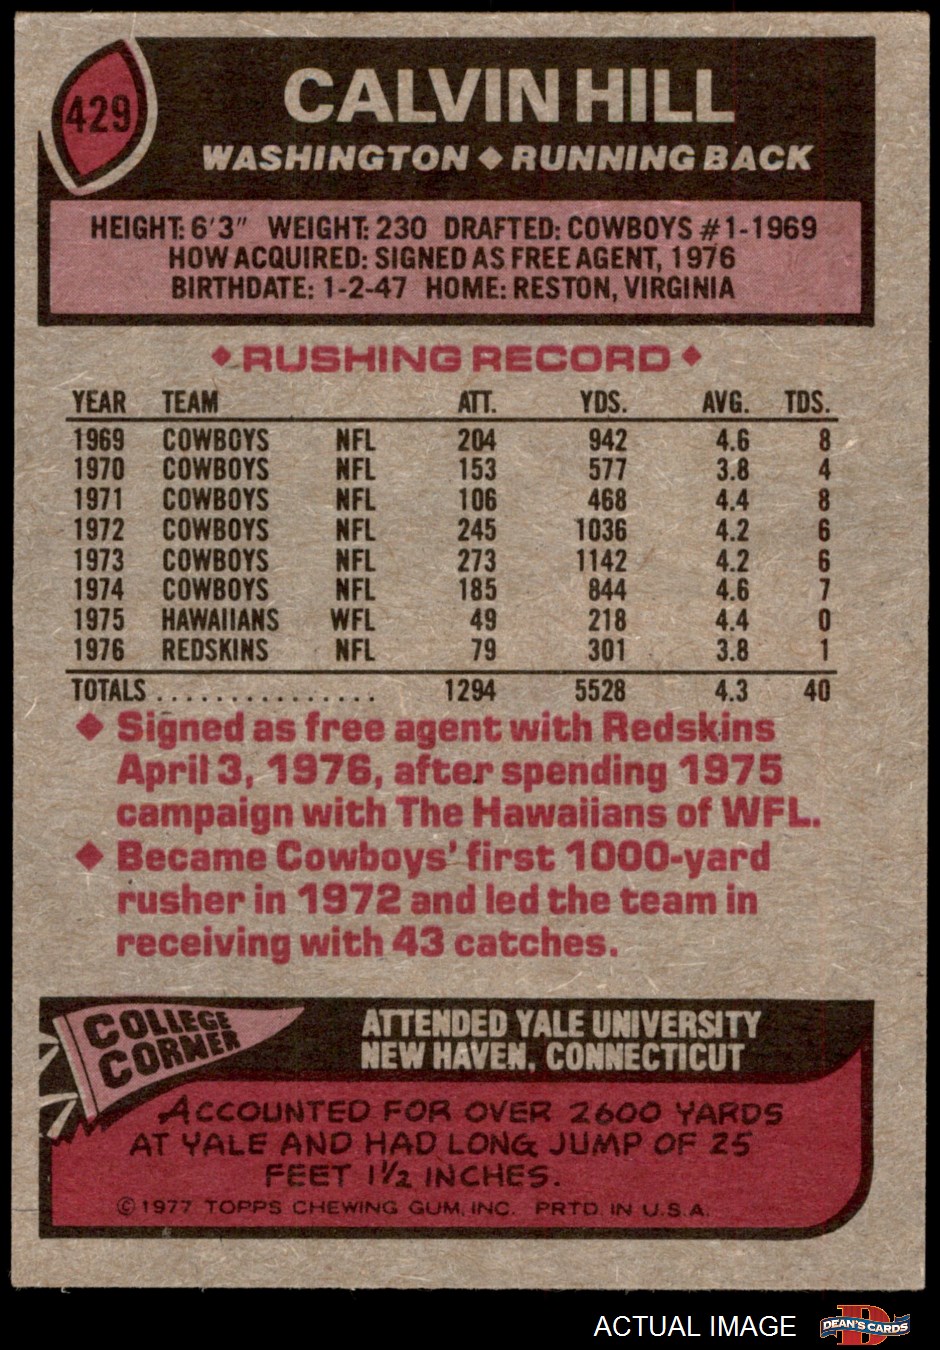 429
CALVIN HILL
WASHINGTON ◆ RUNNING BACK
HEIGHT: 6'3" WEIGHT: 230 DRAFTED: COWBOYS #1-1969
HOW ACQUIRED: SIGNED AS FREE AGENT, 1976
BIRTHDATE: 1-2-47 HOME: RESTON, VIRGINIA
◆ RUSHING RECORD ◆
YEAR TEAM ATT. YDS. AVG. TDS.
1969 COWBOYS NFL 204 942 4.6 8
1970 COWBOYS NFL 153 577 3.8 4
1971 COWBOYS NFL 106 468 4.4 8
1972 COWBOYS NFL 245 1036 4.2 6
1973 COWBOYS NFL 273 1142 4.2 6
1974 COWBOYS NFL 185 844 4.6 7
1975 HAWAIIANS WFL 49 218 4.4 0
1976 REDSKINS NFL 79 301 3.8 1
TOTALS ............... 1294 5528 4.3 40
◆ Signed as free agent with Redskins
April 3, 1976, after spending 1975
campaign with The Hawaiians of WFL.
◆ Became Cowboys' first 1000-yard
rusher in 1972 and led the team in
receiving with 43 catches.
COLLEGE
CORNER
ATTENDED YALE UNIVERSITY
NEW HAVEN, CONNECTICUT
ACCOUNTED FOR OVER 2600 YARDS
AT YALE AND HAD LONG JUMP OF 25
FEET 1½ INCHES.
©1977 TOPPS CHEWING GUM, INC. PRTD. IN U.S.A.
ACTUAL IMAGE
D
DEAN'S CARDS